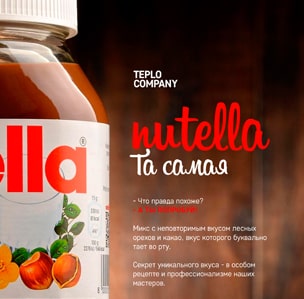 TEPLO
COMPANY
nutella
Та самая
ella
- Что правда похоже?
Микс с неповторимым вкусом лесных
орехов и какао, вкус которого буквально
тает во рту.
Секрет уникального вкуса - в особом
рецепте и профессионализме наших
мастеров.